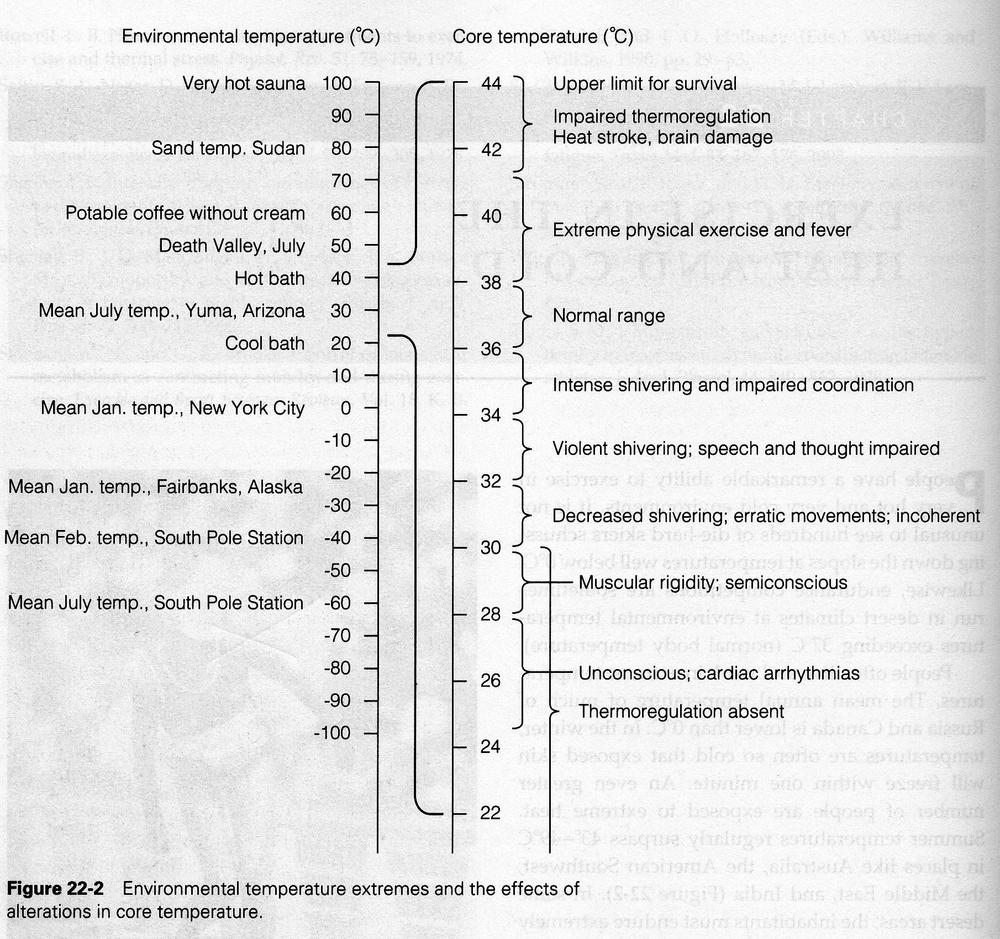 Environmental temperature (°C)
Core temperature (°C)
Very hot sauna 100
90
Sand temp. Sudan 80
70
Potable coffee without cream 60
Death Valley, July 50
Hot bath 40
Mean July temp., Yuma, Arizona 30
Cool bath 20
10
Mean Jan. temp., New York City 0
-10
-20
Mean Jan. temp., Fairbanks, Alaska
-30
Mean Feb. temp., South Pole Station -40
-50
Mean July temp., South Pole Station -60
-70
-80
-90
-100
44 Upper limit for survival
Impaired thermoregulation
Heat stroke, brain damage
42
40
Extreme physical exercise and fever
38
Normal range
36
Intense shivering and impaired coordination
34
Violent shivering; speech and thought impaired
32
Decreased shivering; erratic movements; incoherent
30
Muscular rigidity; semiconscious
28
Unconscious; cardiac arrhythmias
26
Thermoregulation absent
24
22
Figure 22-2 Environmental temperature extremes and the effects of
alterations in core temperature.